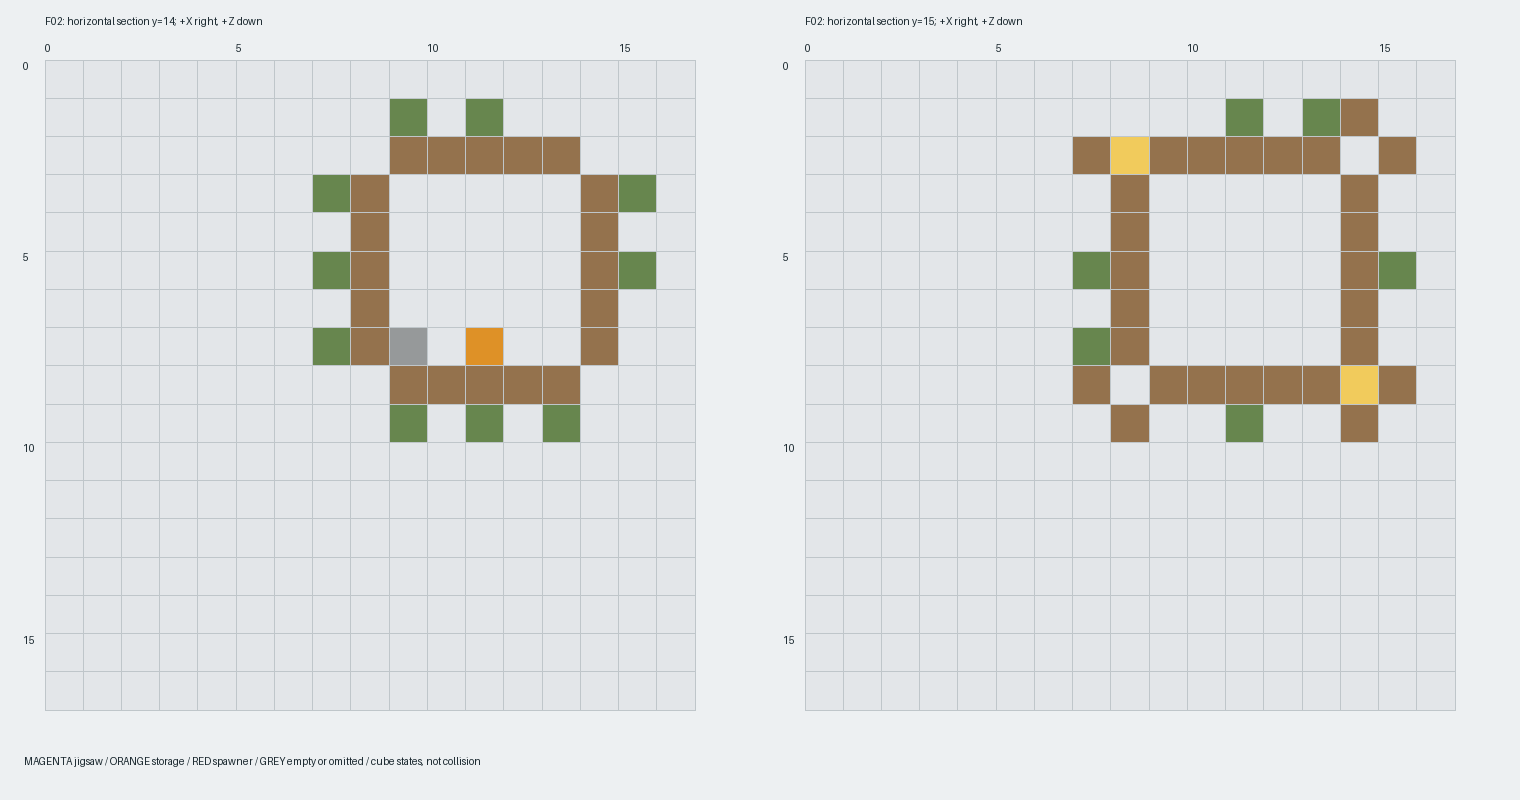 F02: horizontal section y=14; +X right, +Z down
F02: horizontal section y=15; +X right, +Z down
0 5 10 15
0 5 10 15
0 0
5 5
10 10
15 15
MAGENTA jigsaw / ORANGE storage / RED spawner / GREY empty or omitted / cube states, not collision